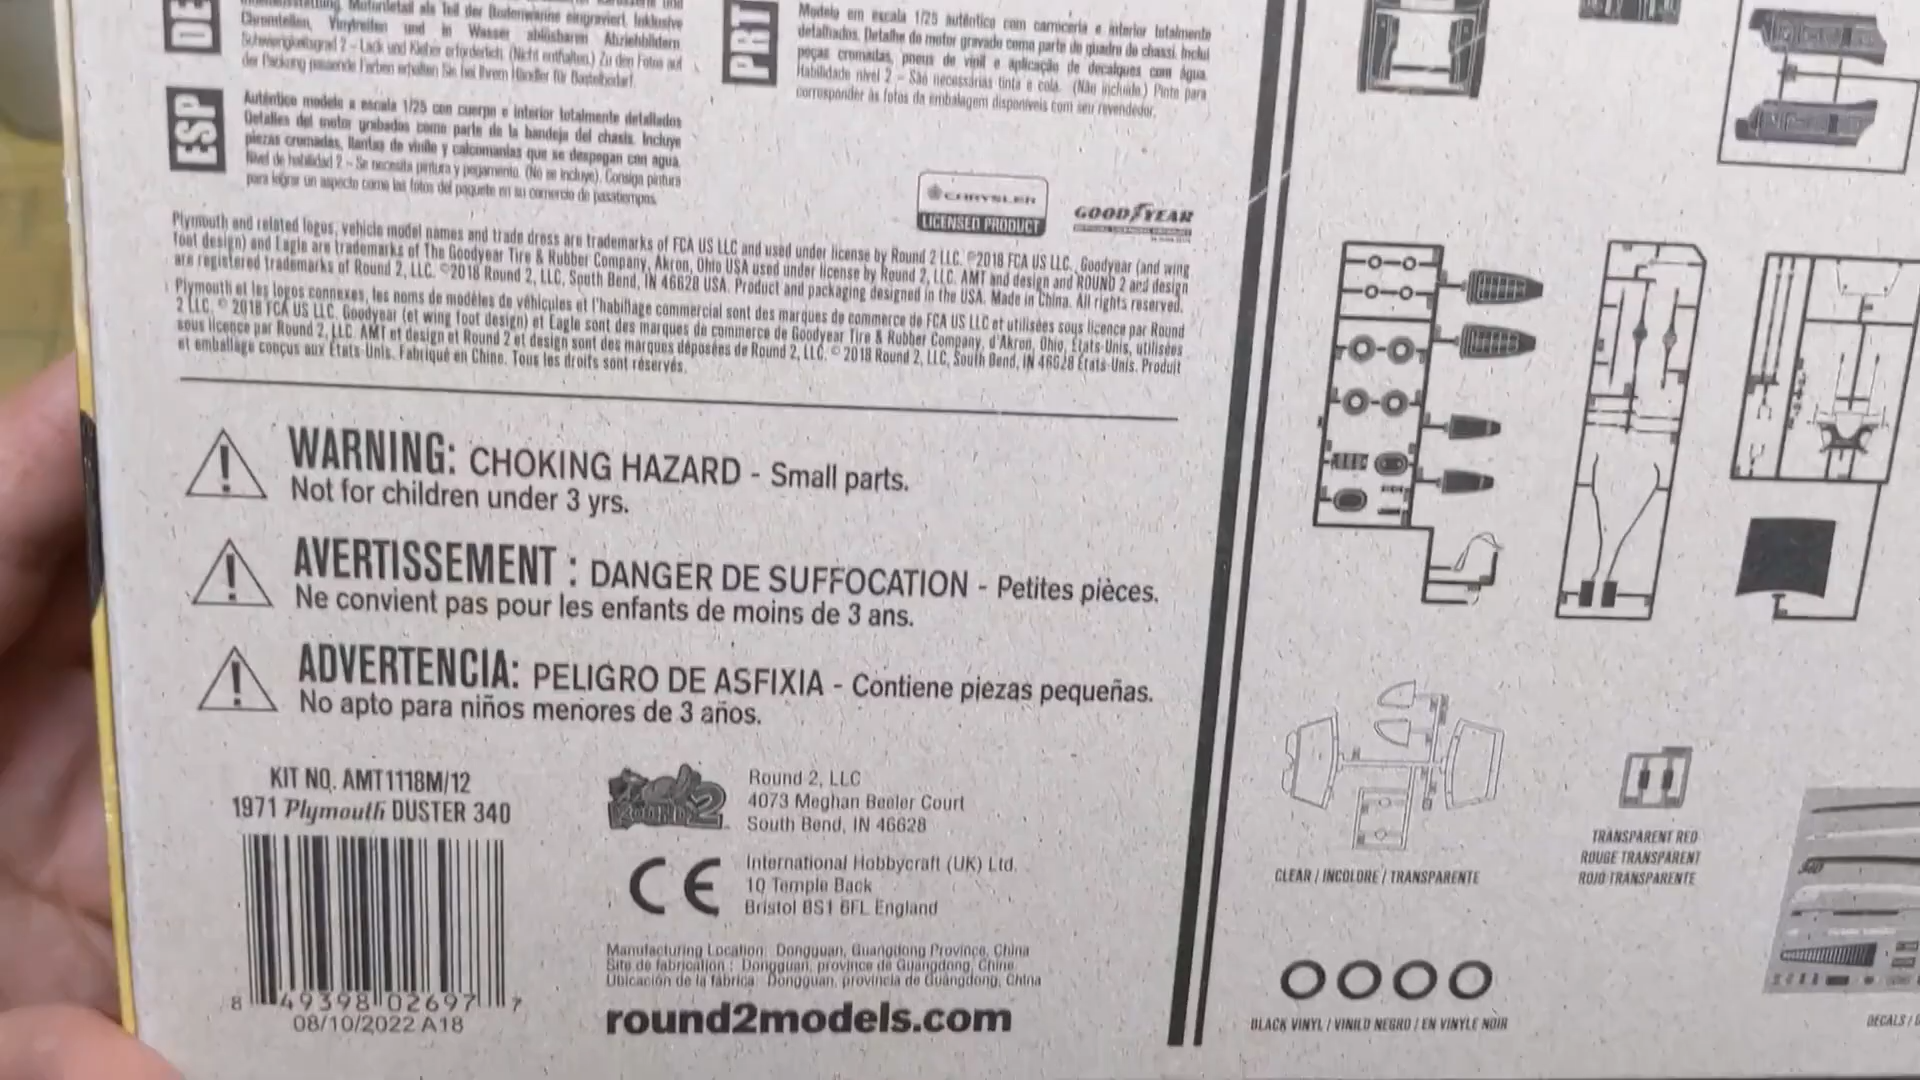 DE
Motordetail als Teil der Bodenwanne eingraviert. Inklusive
Chromteilen, Vinylreifen und in Wasser ablösbaren Abziehbildern.
Schwierigkeitsgrad 2 – Lack und Kleber erforderlich. (Nicht enthalten.) Zu den Fotos auf
der Packung passende Farben erhalten Sie bei Ihrem Händler für Bastelbedarf.
ESP
Auténtico modelo a escala 1/25 con cuerpo e interior totalmente detallados
Detalles del motor grabados como parte de la bandeja del chasis. Incluye
piezas cromadas, llantas de vinilo y calcomanías que se despegan con agua.
Nivel de habilidad 2 – Se necesita pintura y pegamento. (No se incluye). Consiga pintura
para lograr un aspecto como las fotos del paquete en su comercio de pasatiempos.
PRT
Modelo em escala 1/25 autêntico com carroceria e interior totalmente
detalhados. Detalhe do motor gravado como parte do quadro do chassi. Inclui
peças cromadas, pneus de vinil e aplicação de decalques com água.
Habilidade nível 2 – São necessárias tinta e cola. (Não incluído.) Pinte para
corresponder às fotos da embalagem disponíveis com seu revendedor.
CHRYSLER
LICENSED PRODUCT
GOODYEAR
Plymouth and related logos, vehicle model names and trade dress are trademarks of FCA US LLC and used under license by Round 2 LLC. ©2018 FCA US LLC. Goodyear (and wing
foot design) and Eagle are trademarks of The Goodyear Tire & Rubber Company, Akron, Ohio USA used under license by Round 2, LLC. AMT and design and ROUND 2 and design
are registered trademarks of Round 2, LLC. ©2018 Round 2, LLC, South Bend, IN 46628 USA. Product and packaging designed in the USA. Made in China. All rights reserved.
Plymouth et les logos connexes, les noms de modèles de véhicules et l'habillage commercial sont des marques de commerce de FCA US LLC et utilisées sous licence par Round
2 LLC. © 2018 FCA US LLC. Goodyear (et wing foot design) et Eagle sont des marques de commerce de Goodyear Tire & Rubber Company, d'Akron, Ohio, États-Unis, utilisées
sous licence par Round 2, LLC. AMT et design et Round 2 et design sont des marques déposées de Round 2, LLC. © 2018 Round 2, LLC, South Bend, IN 46628 États-Unis. Produit
et emballage conçus aux États-Unis. Fabriqué en Chine. Tous les droits sont réservés.
WARNING: CHOKING HAZARD - Small parts.
Not for children under 3 yrs.
AVERTISSEMENT : DANGER DE SUFFOCATION - Petites pièces.
Ne convient pas pour les enfants de moins de 3 ans.
ADVERTENCIA: PELIGRO DE ASFIXIA - Contiene piezas pequeñas.
No apto para niños menores de 3 años.
KIT NO. AMT1118M/12
1971 Plymouth DUSTER 340
8 49398 02697 7
08/10/2022 A18
ROUND 2
Round 2, LLC
4073 Meghan Beeler Court
South Bend, IN 46628
CE
International Hobbycraft (UK) Ltd.
10 Temple Back
Bristol BS1 6FL England
Manufacturing Location: Dongguan, Guangdong Province, China
Site de fabrication : Dongguan, province de Guangdong, Chine
Ubicación de la fábrica: Dongguan, provincia de Guangdong, China
round2models.com
CLEAR / INCOLORE / TRANSPARENTE
TRANSPARENT RED
ROUGE TRANSPARENT
ROJO TRANSPARENTE
BLACK VINYL / VINILO NEGRO / EN VINYLE NOIR
340
DECALS /